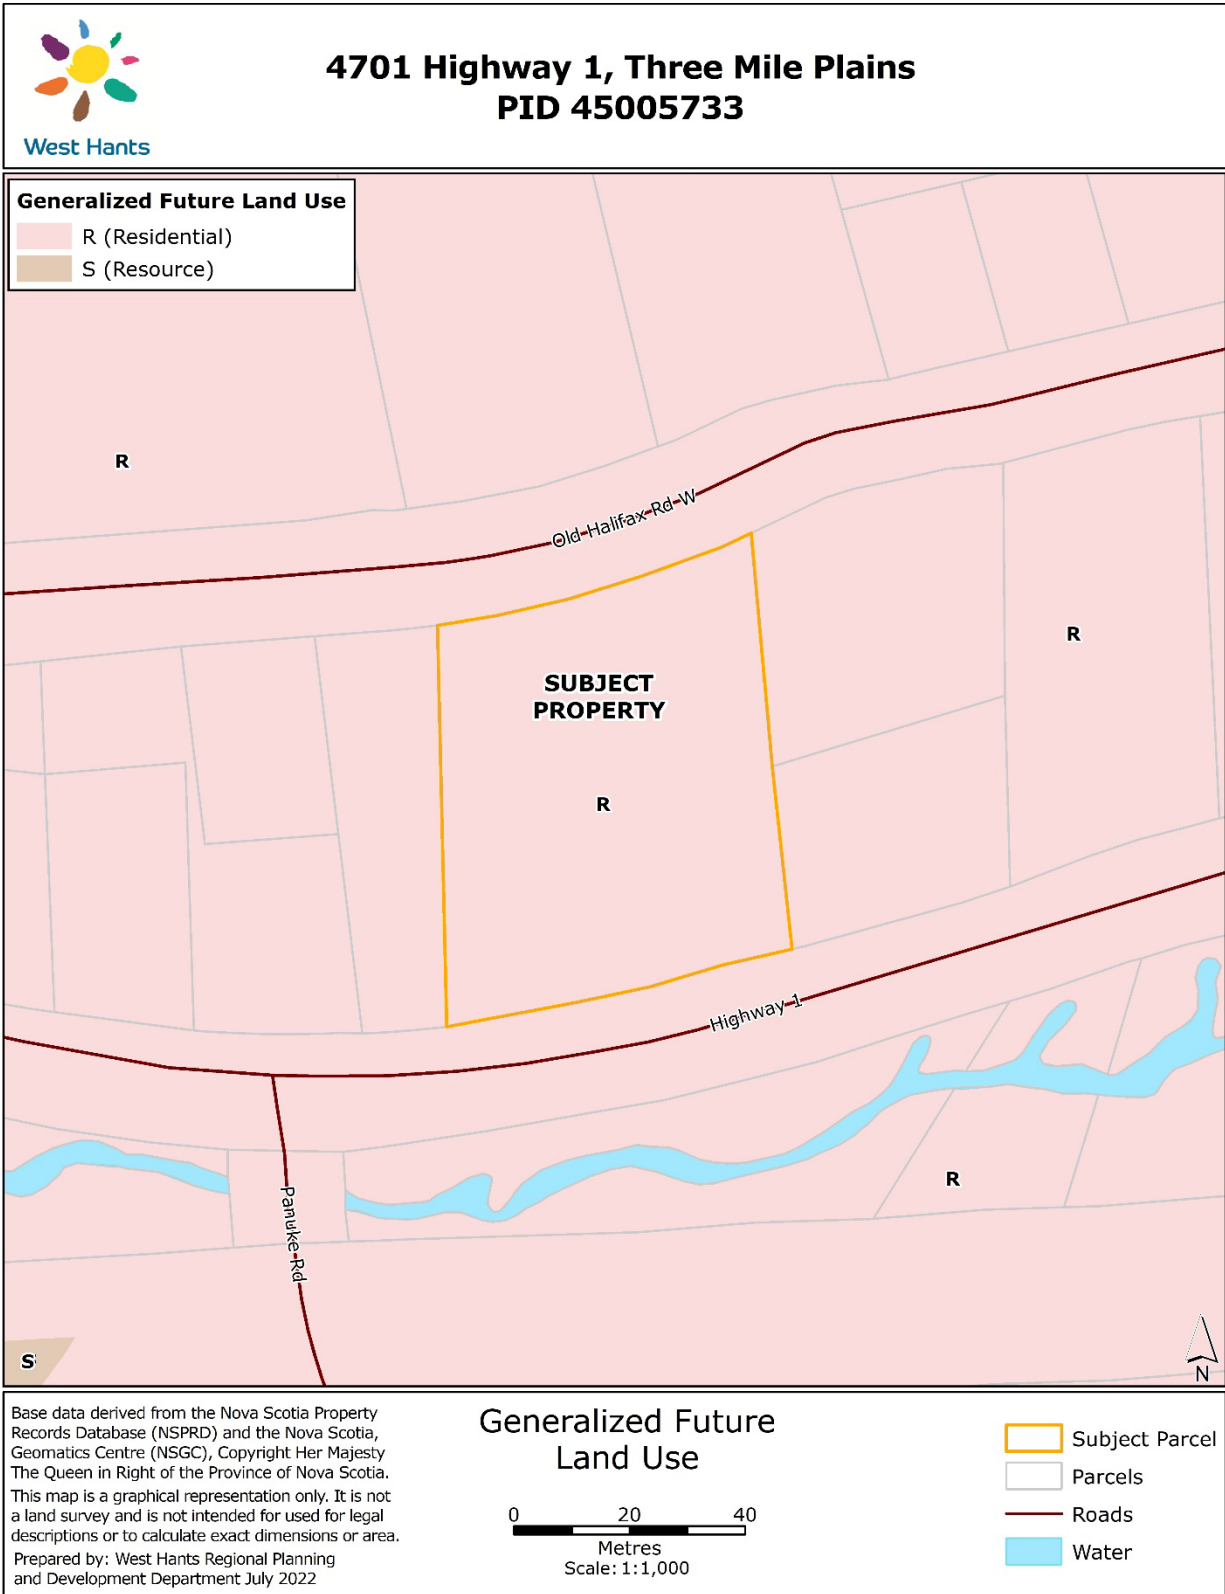 West Hants
4701 Highway 1, Three Mile Plains
PID 45005733
Generalized Future Land Use
R (Residential)
S (Resource)
R
Old Halifax Rd W
R
SUBJECT
PROPERTY
R
Highway 1
R
Panuke Rd
S
N
Base data derived from the Nova Scotia Property
Records Database (NSPRD) and the Nova Scotia,
Geomatics Centre (NSGC), Copyright Her Majesty
The Queen in Right of the Province of Nova Scotia.
This map is a graphical representation only. It is not
a land survey and is not intended for used for legal
descriptions or to calculate exact dimensions or area.
Prepared by: West Hants Regional Planning
and Development Department July 2022
Generalized Future
Land Use
0 20 40
Metres
Scale: 1:1,000
Subject Parcel
Parcels
Roads
Water